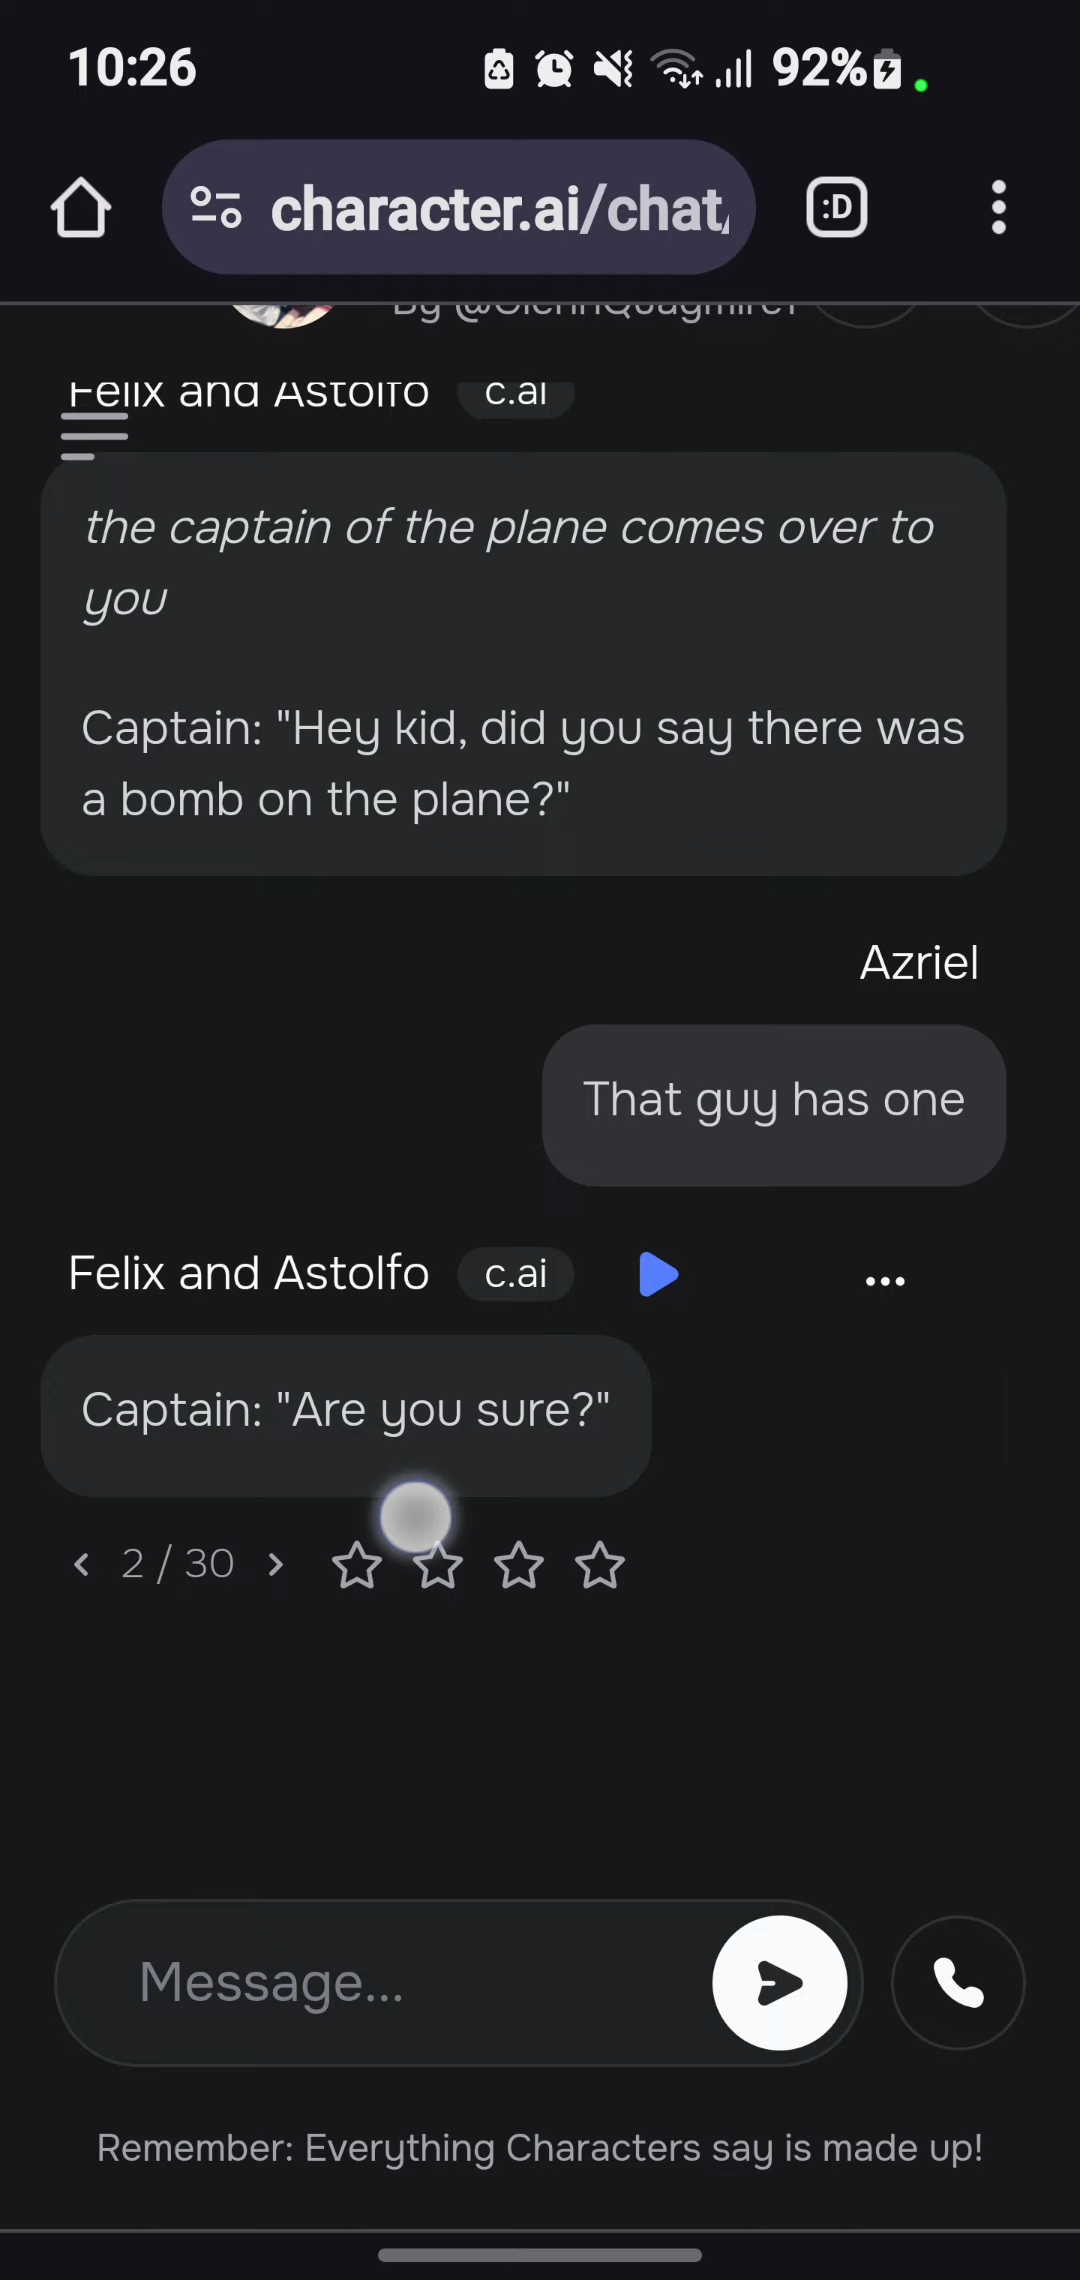 10:26
92%
character.ai/chat
:D
Felix and Astolfo c.ai
the captain of the plane comes over to
you
Captain: "Hey kid, did you say there was
a bomb on the plane?"
Azriel
That guy has one
Felix and Astolfo c.ai
Captain: "Are you sure?"
2 / 30
Message...
Remember: Everything Characters say is made up!